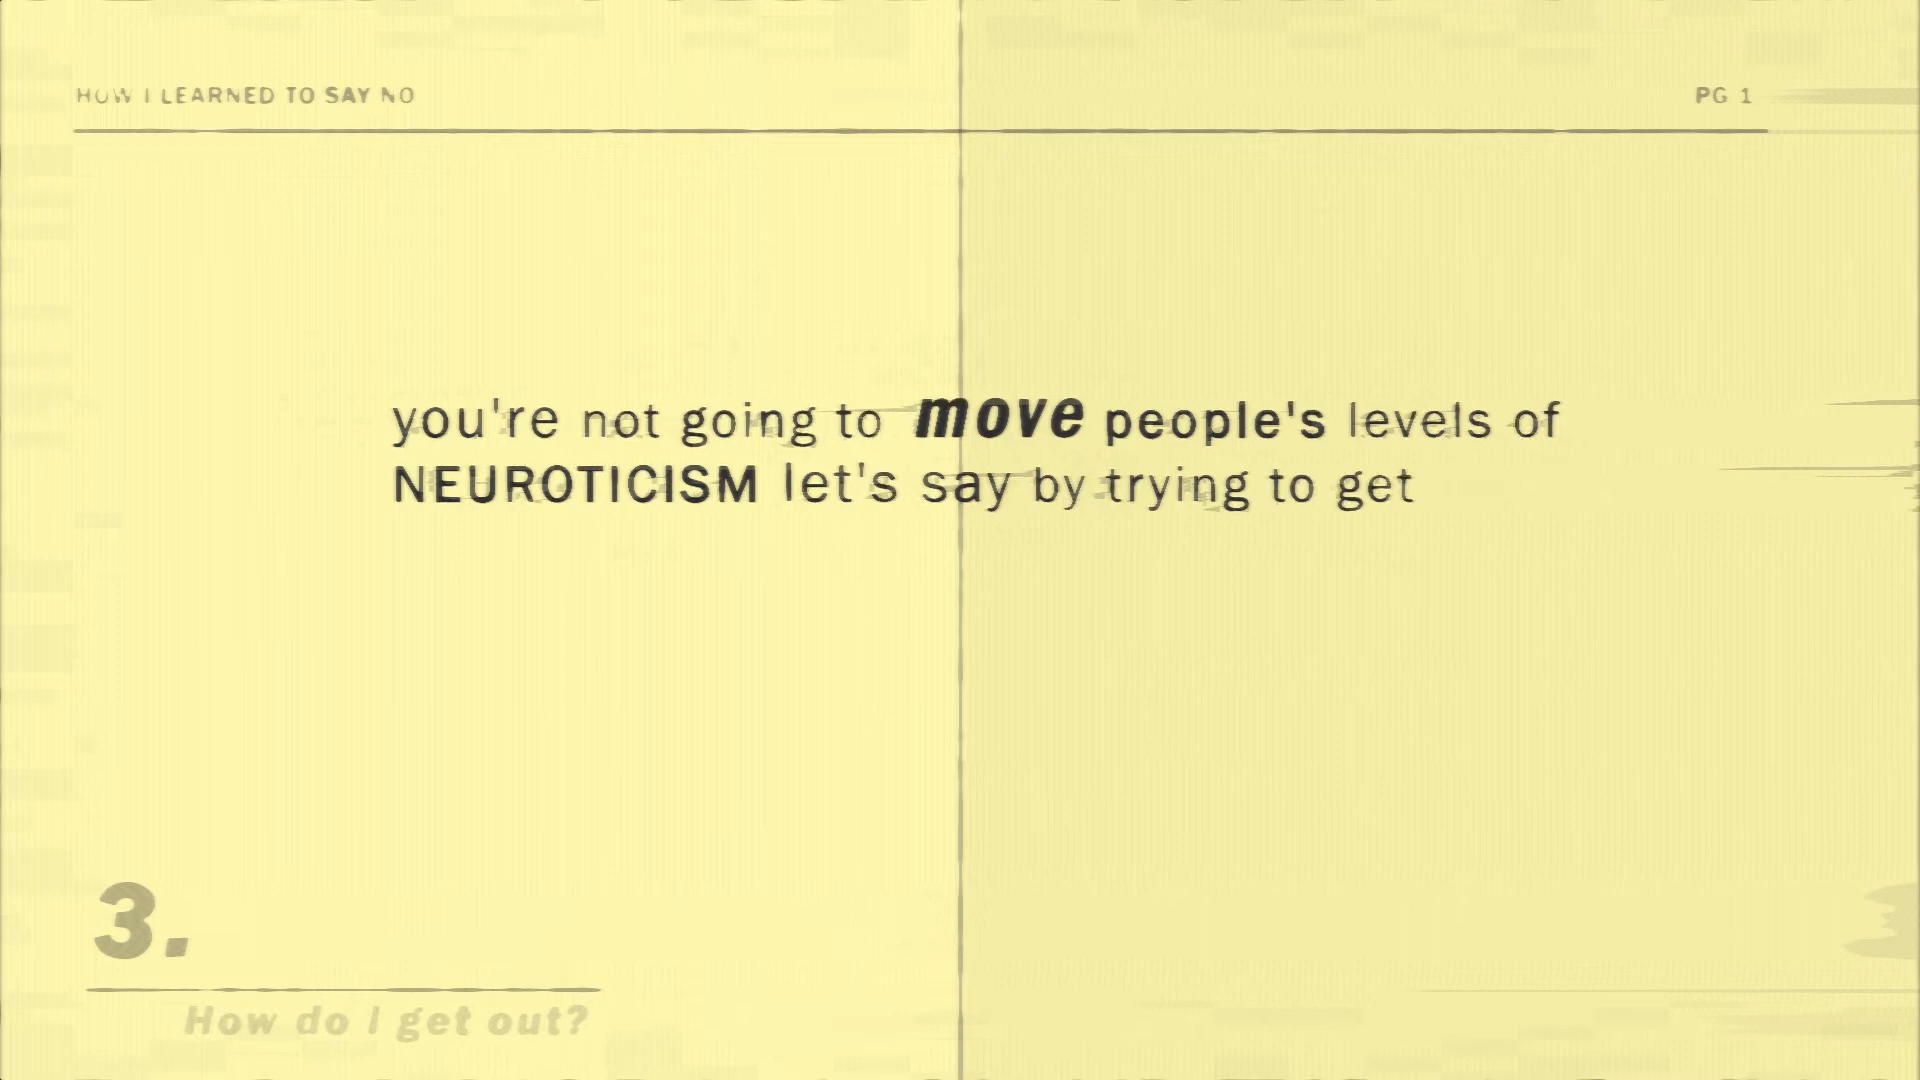 HOW I LEARNED TO SAY NO
PG 1
you're not going to move people's levels of
NEUROTICISM let's say by trying to get
3.
How do I get out?